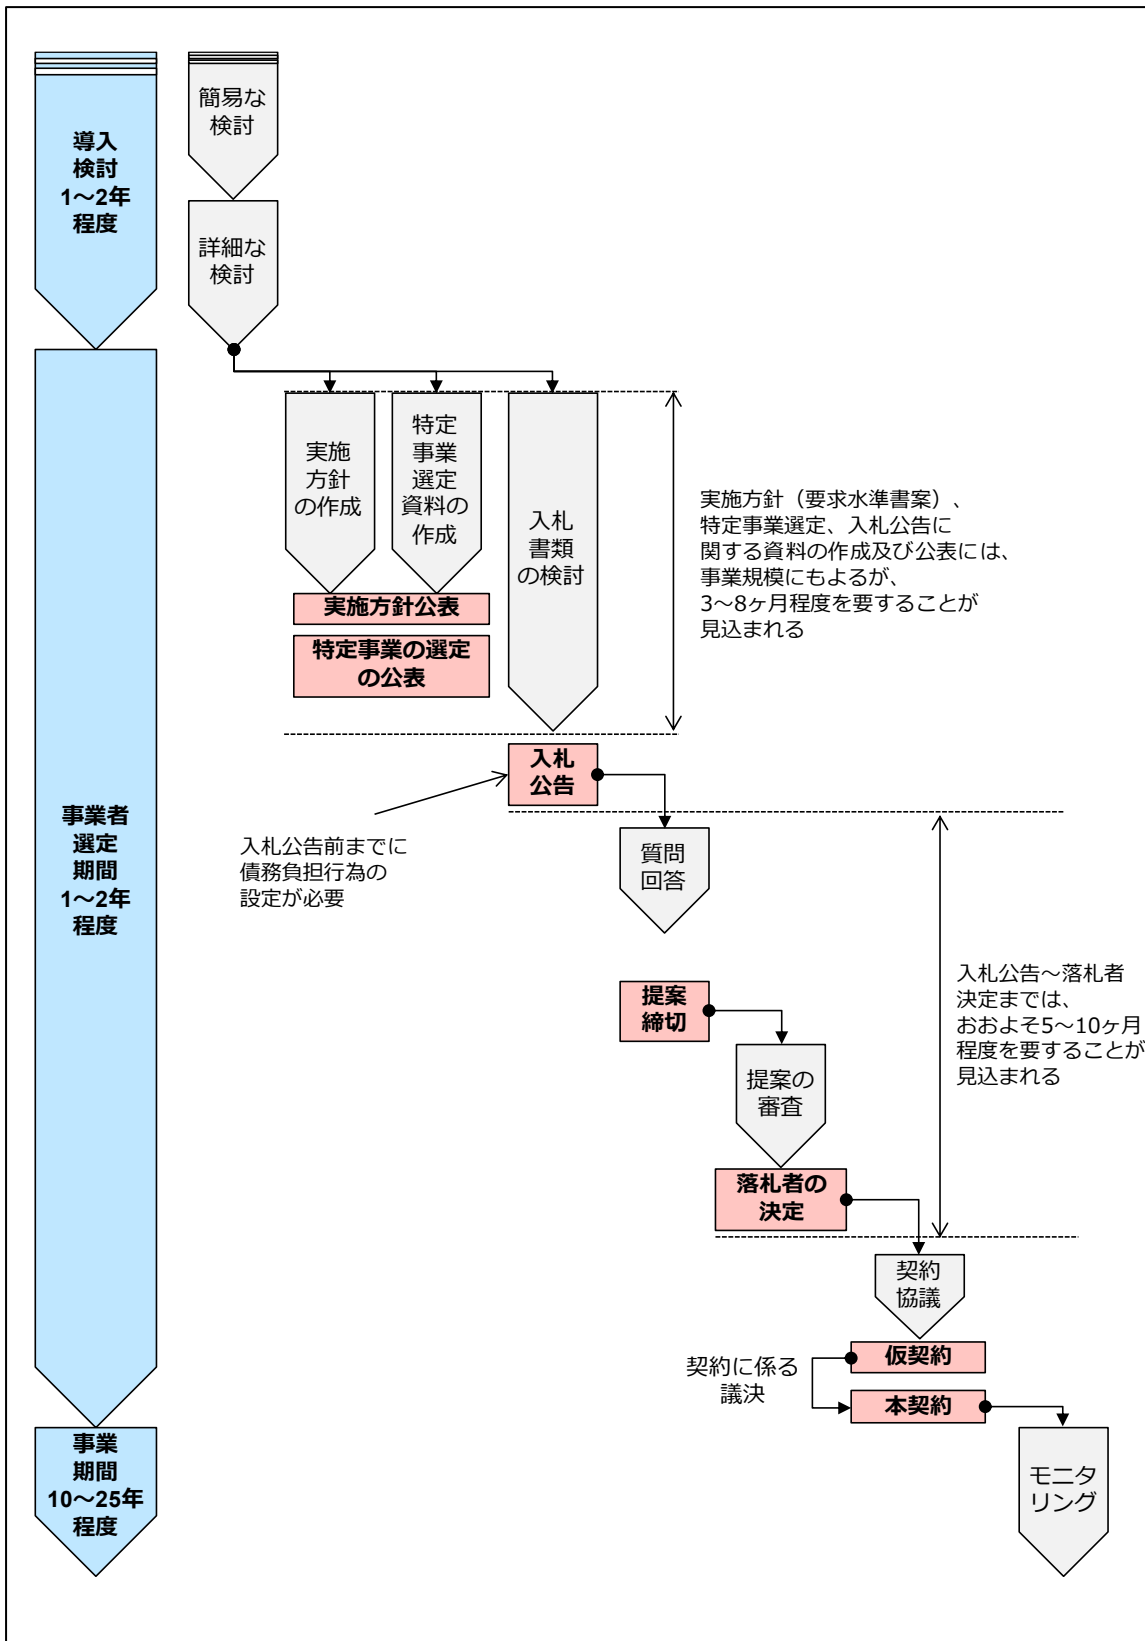 導入
検討
1～2年
程度
簡易な
検討
詳細な
検討
事業者
選定
期間
1～2年
程度
実施
方針
の作成
特定
事業
選定
資料の
作成
入札
書類
の検討
実施方針（要求水準書案）、
特定事業選定、入札公告に
関する資料の作成及び公表には、
事業規模にもよるが、
3～8ヶ月程度を要することが
見込まれる
実施方針公表
特定事業の選定
の公表
入札
公告
入札公告前までに
債務負担行為の
設定が必要
質問
回答
提案
締切
入札公告～落札者
決定までは、
おおよそ5～10ヶ月
程度を要することが
見込まれる
提案の
審査
落札者の
決定
契約
協議
仮契約
契約に係る
議決
本契約
事業
期間
10～25年
程度
モニタ
リング